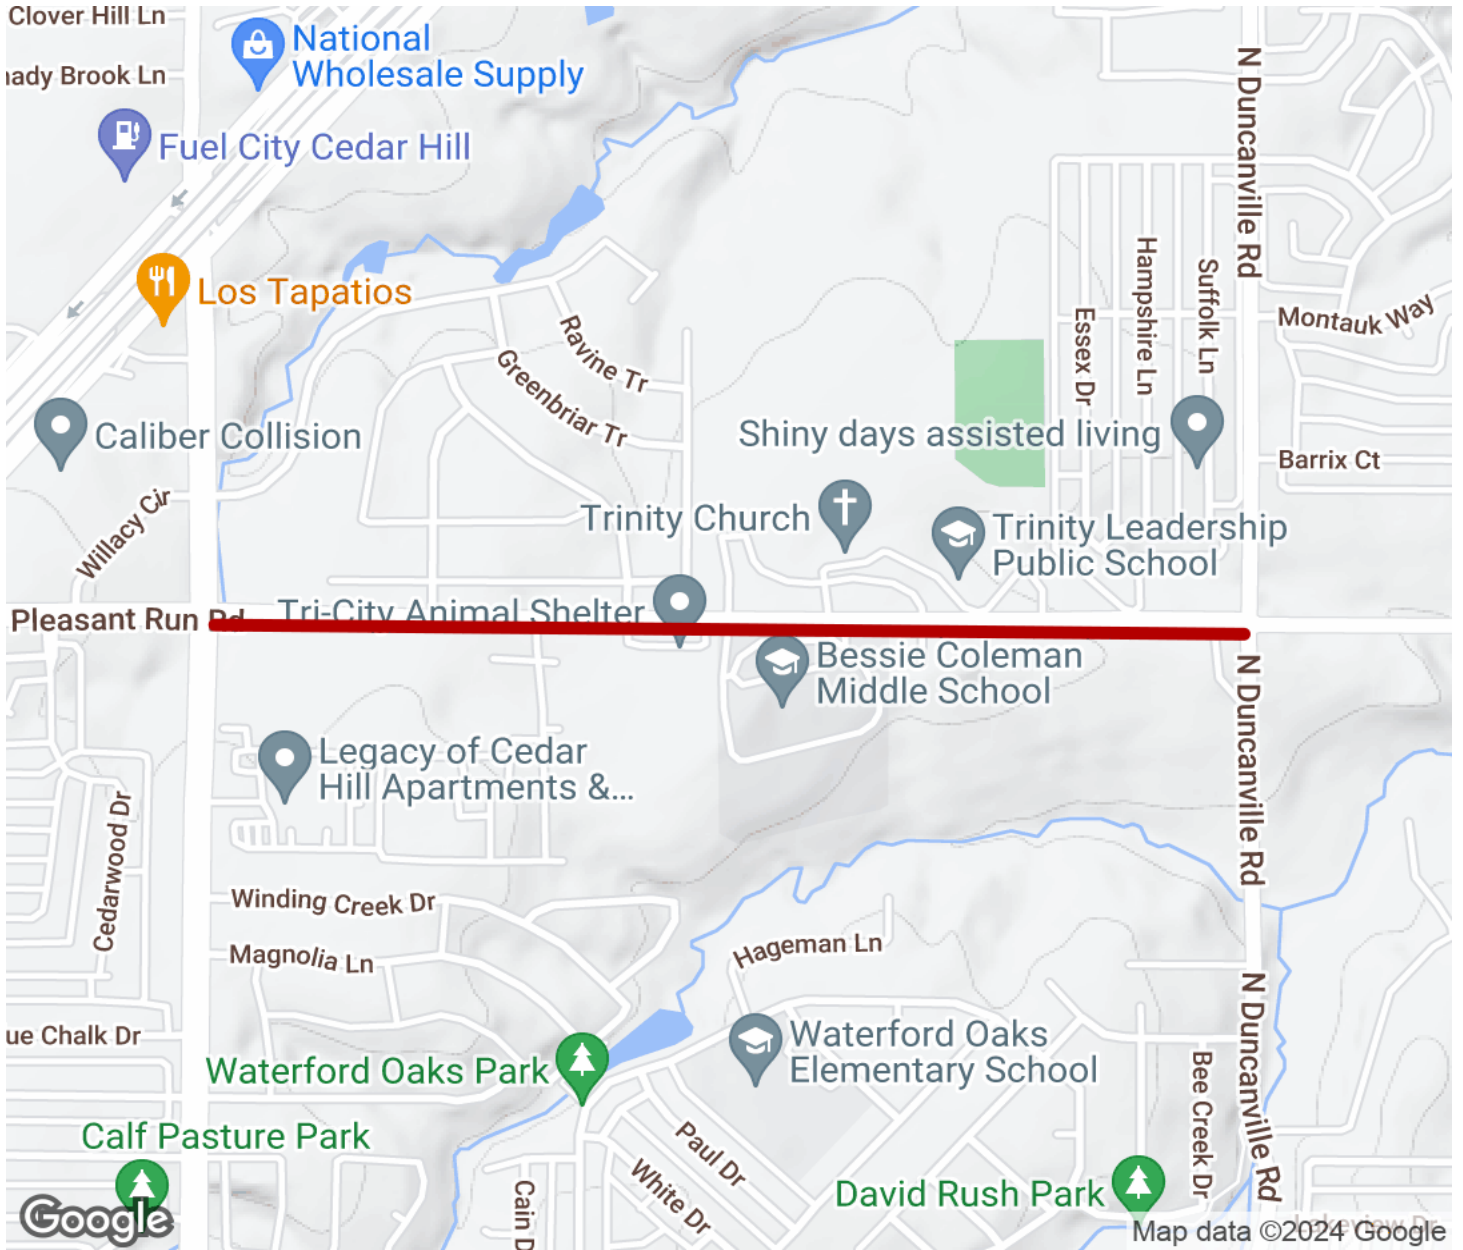 Clover Hill Ln
National
Wholesale Supply
ady Brook Ln
Fuel City Cedar Hill
N Duncanville Rd
Los Tapatios
Hampshire Ln
Suffolk Ln
Essex Dr
Montauk Way
Ravine Tr
Greenbriar Tr
Caliber Collision
Shiny days assisted living
Barrix Ct
Willacy Cir
Trinity Church
Trinity Leadership
Public School
Pleasant Run Rd
Tri-City Animal Shelter
Bessie Coleman
Middle School
N Duncanville Rd
Legacy of Cedar
Hill Apartments &...
Cedarwood Dr
Winding Creek Dr
Magnolia Ln
Hageman Ln
ue Chalk Dr
Waterford Oaks
Elementary School
N Duncanville Rd
Waterford Oaks Park
Bee Creek Dr
Calf Pasture Park
Paul Dr
White Dr
Cain D
David Rush Park
Lakeview Dr
Google
Map data ©2024 Google